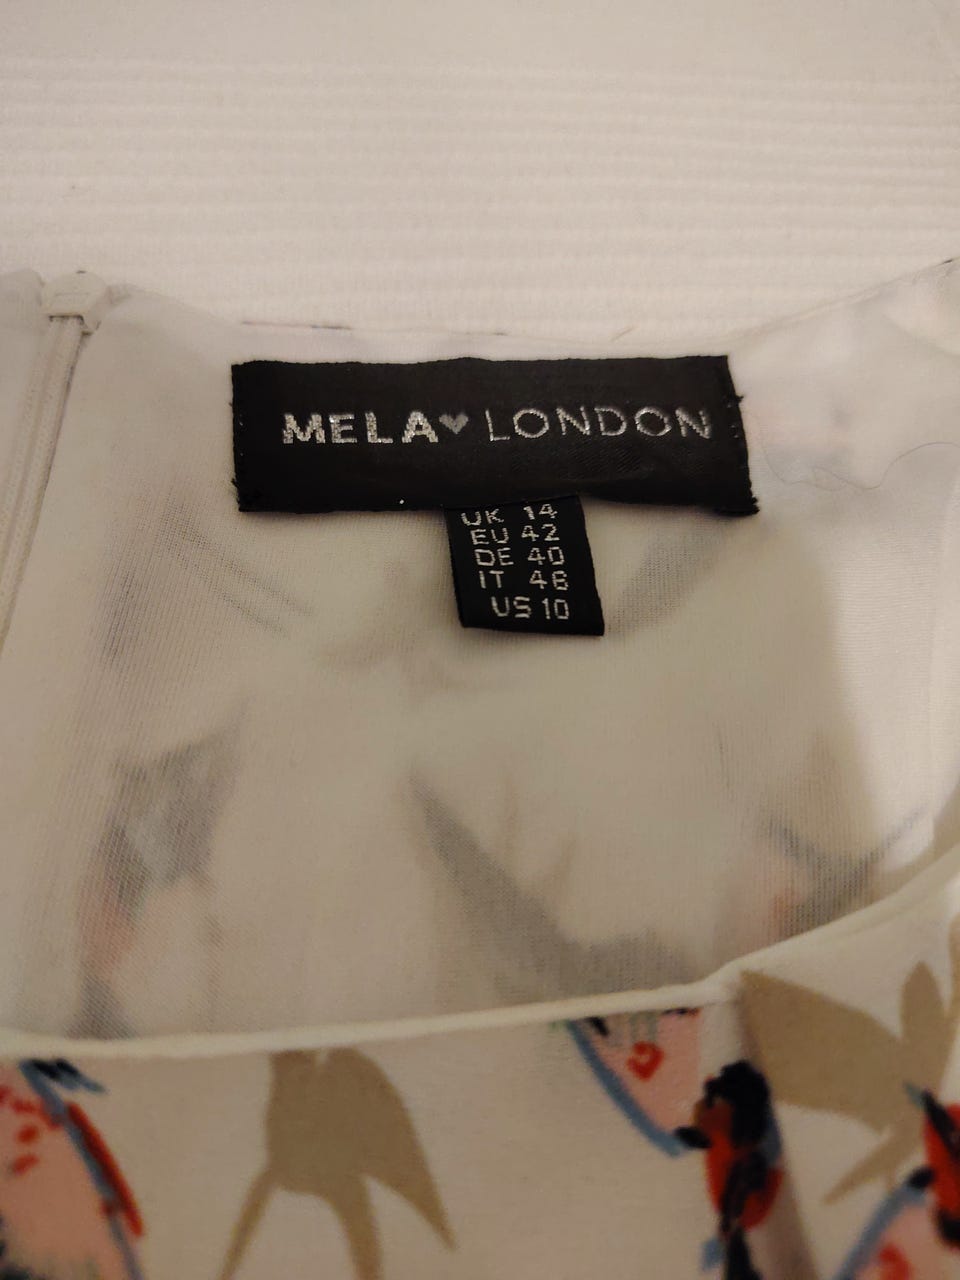 MELA♥LONDON
UK 14
EU 42
DE 40
IT 46
US 10